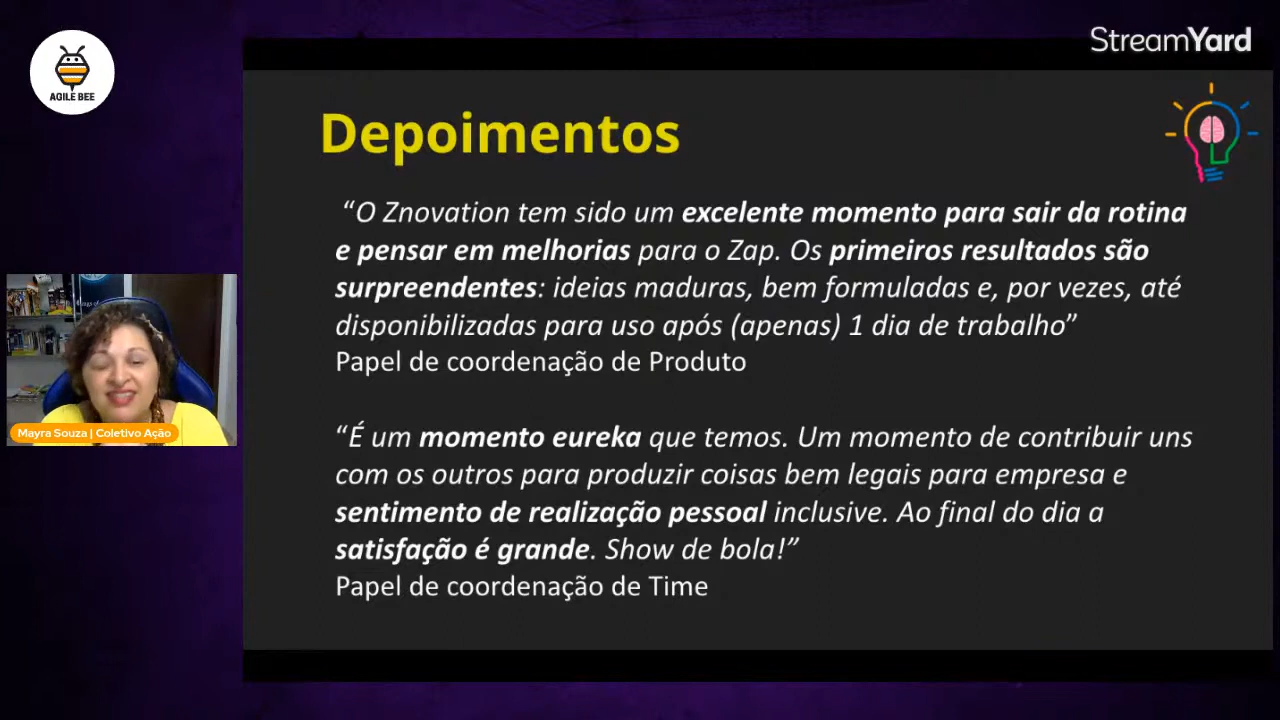 AGILE BEE
StreamYard
Depoimentos
“O Znovation tem sido um excelente momento para sair da rotina
e pensar em melhorias para o Zap. Os primeiros resultados são
surpreendentes: ideias maduras, bem formuladas e, por vezes, até
disponibilizadas para uso após (apenas) 1 dia de trabalho”
Papel de coordenação de Produto
“É um momento eureka que temos. Um momento de contribuir uns
com os outros para produzir coisas bem legais para empresa e
sentimento de realização pessoal inclusive. Ao final do dia a
satisfação é grande. Show de bola!”
Papel de coordenação de Time
Mayra Souza | Coletivo Ação